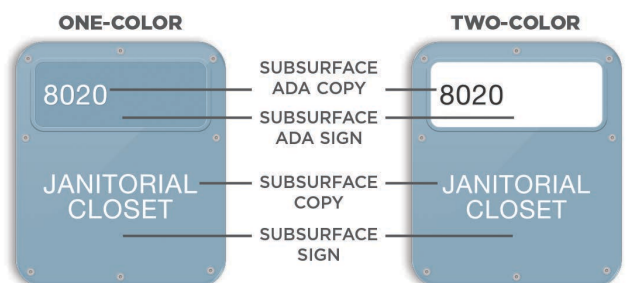 ONE-COLOR
TWO-COLOR
8020
JANITORIAL
CLOSET
SUBSURFACE
ADA COPY
SUBSURFACE
ADA SIGN
SUBSURFACE
COPY
SUBSURFACE
SIGN
8020
JANITORIAL
CLOSET